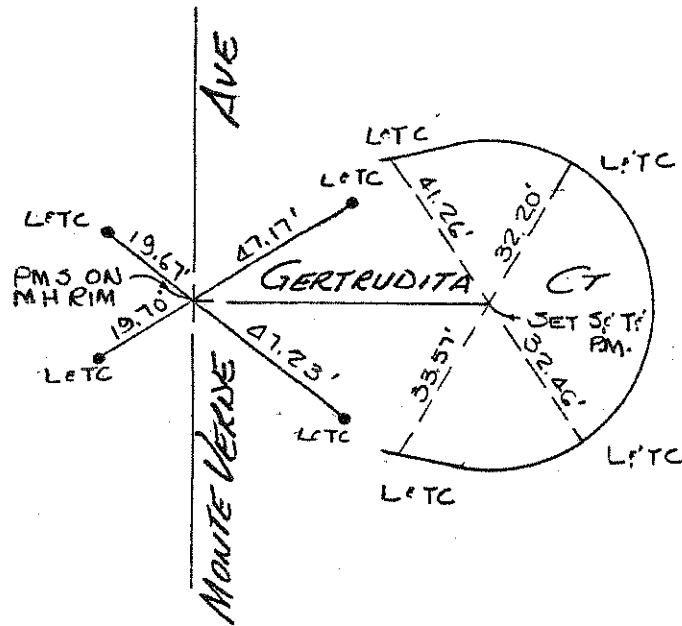 AVE
L&TC
L&TC
L&TC
L&TC
19.67'
47.17'
41.26'
32.20'
PMS ON
MH RIM
GERTRUDITA
CT
19.70'
SET S&T&
PM.
L&TC
47.23'
33.57'
32.46'
L&TC
L&TC
L&TC
MONTE VERDE